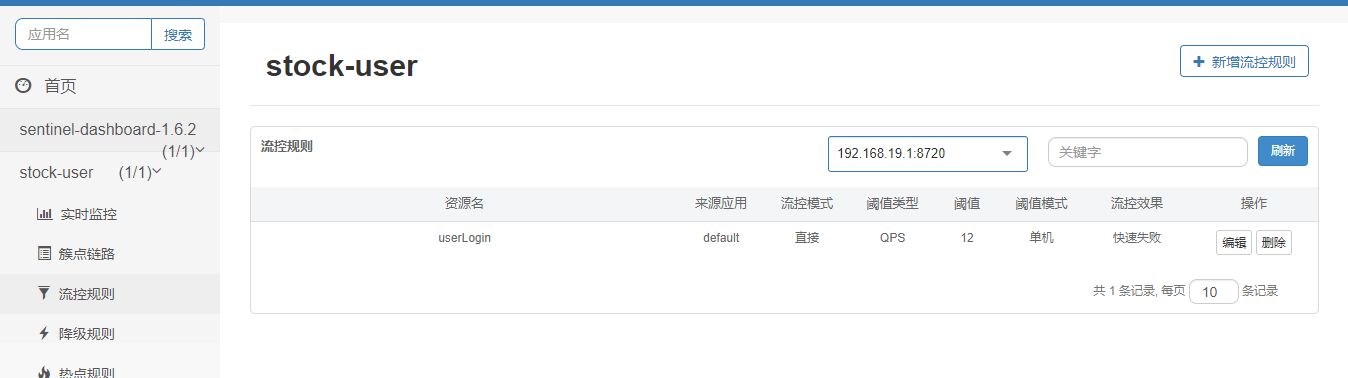 应用名 搜索
首页
sentinel-dashboard-1.6.2
(1/1)
stock-user (1/1)
实时监控
簇点链路
流控规则
降级规则
热点规则
stock-user
新增流控规则
流控规则 192.168.19.1:8720 关键字 刷新
资源名 来源应用 流控模式 阈值类型 阈值 阈值模式 流控效果 操作
userLogin default 直接 QPS 12 单机 快速失败 编辑 删除
共 1 条记录, 每页 10 条记录